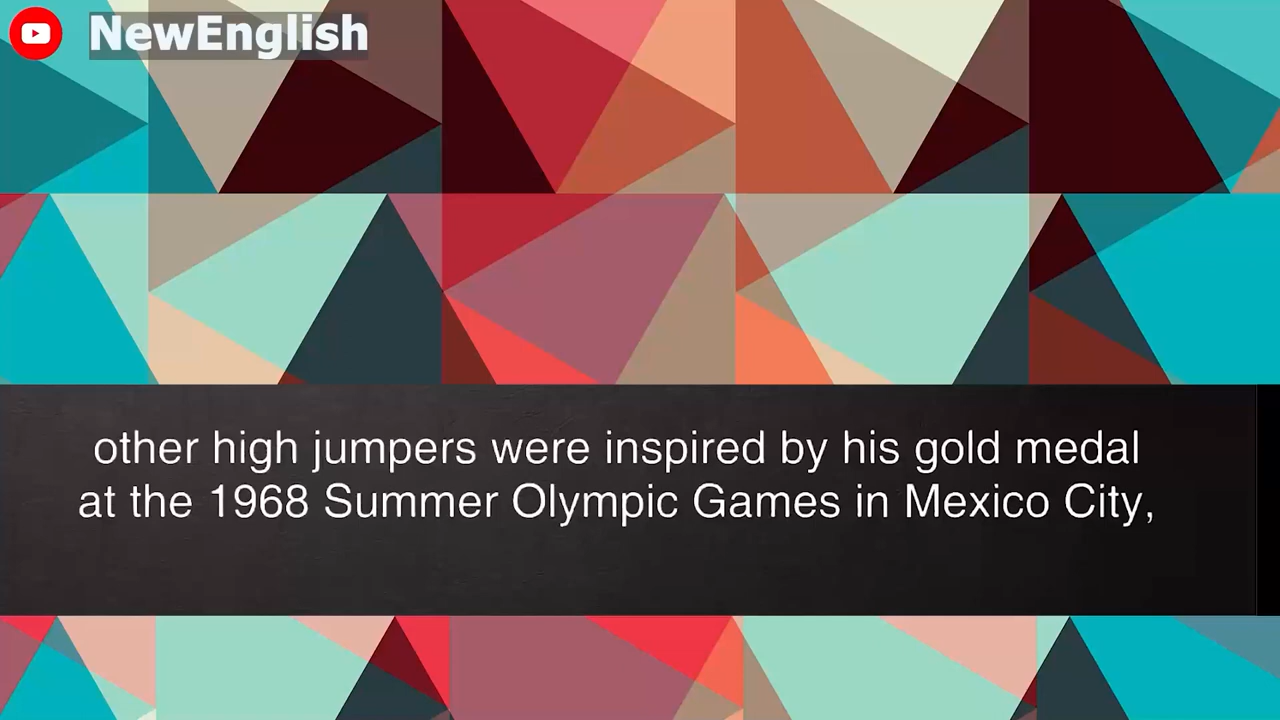 NewEnglish
other high jumpers were inspired by his gold medal
at the 1968 Summer Olympic Games in Mexico City,